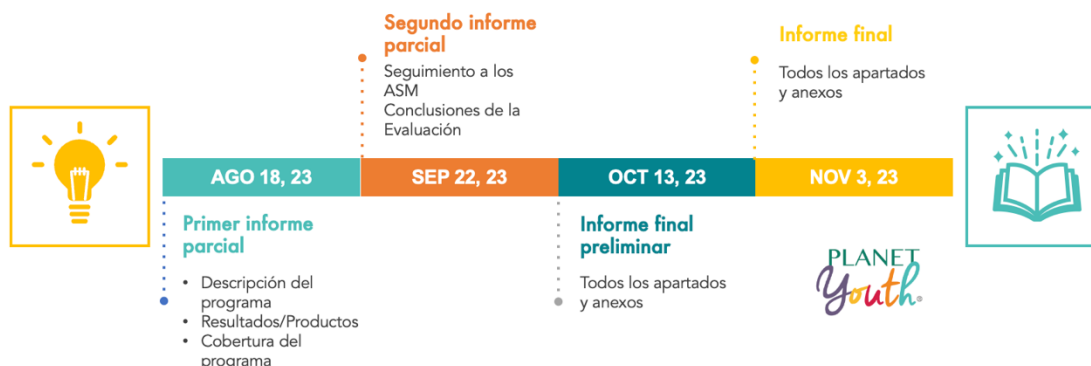 Segundo informe
parcial
Seguimiento a los
ASM
Conclusiones de la
Evaluación
Informe final
Todos los apartados
y anexos
AGO 18, 23
SEP 22, 23
OCT 13, 23
NOV 3, 23
Primer informe
parcial
• Descripción del
programa
• Resultados/Productos
• Cobertura del
programa
Informe final
preliminar
Todos los apartados
y anexos
PLANET
Youth®